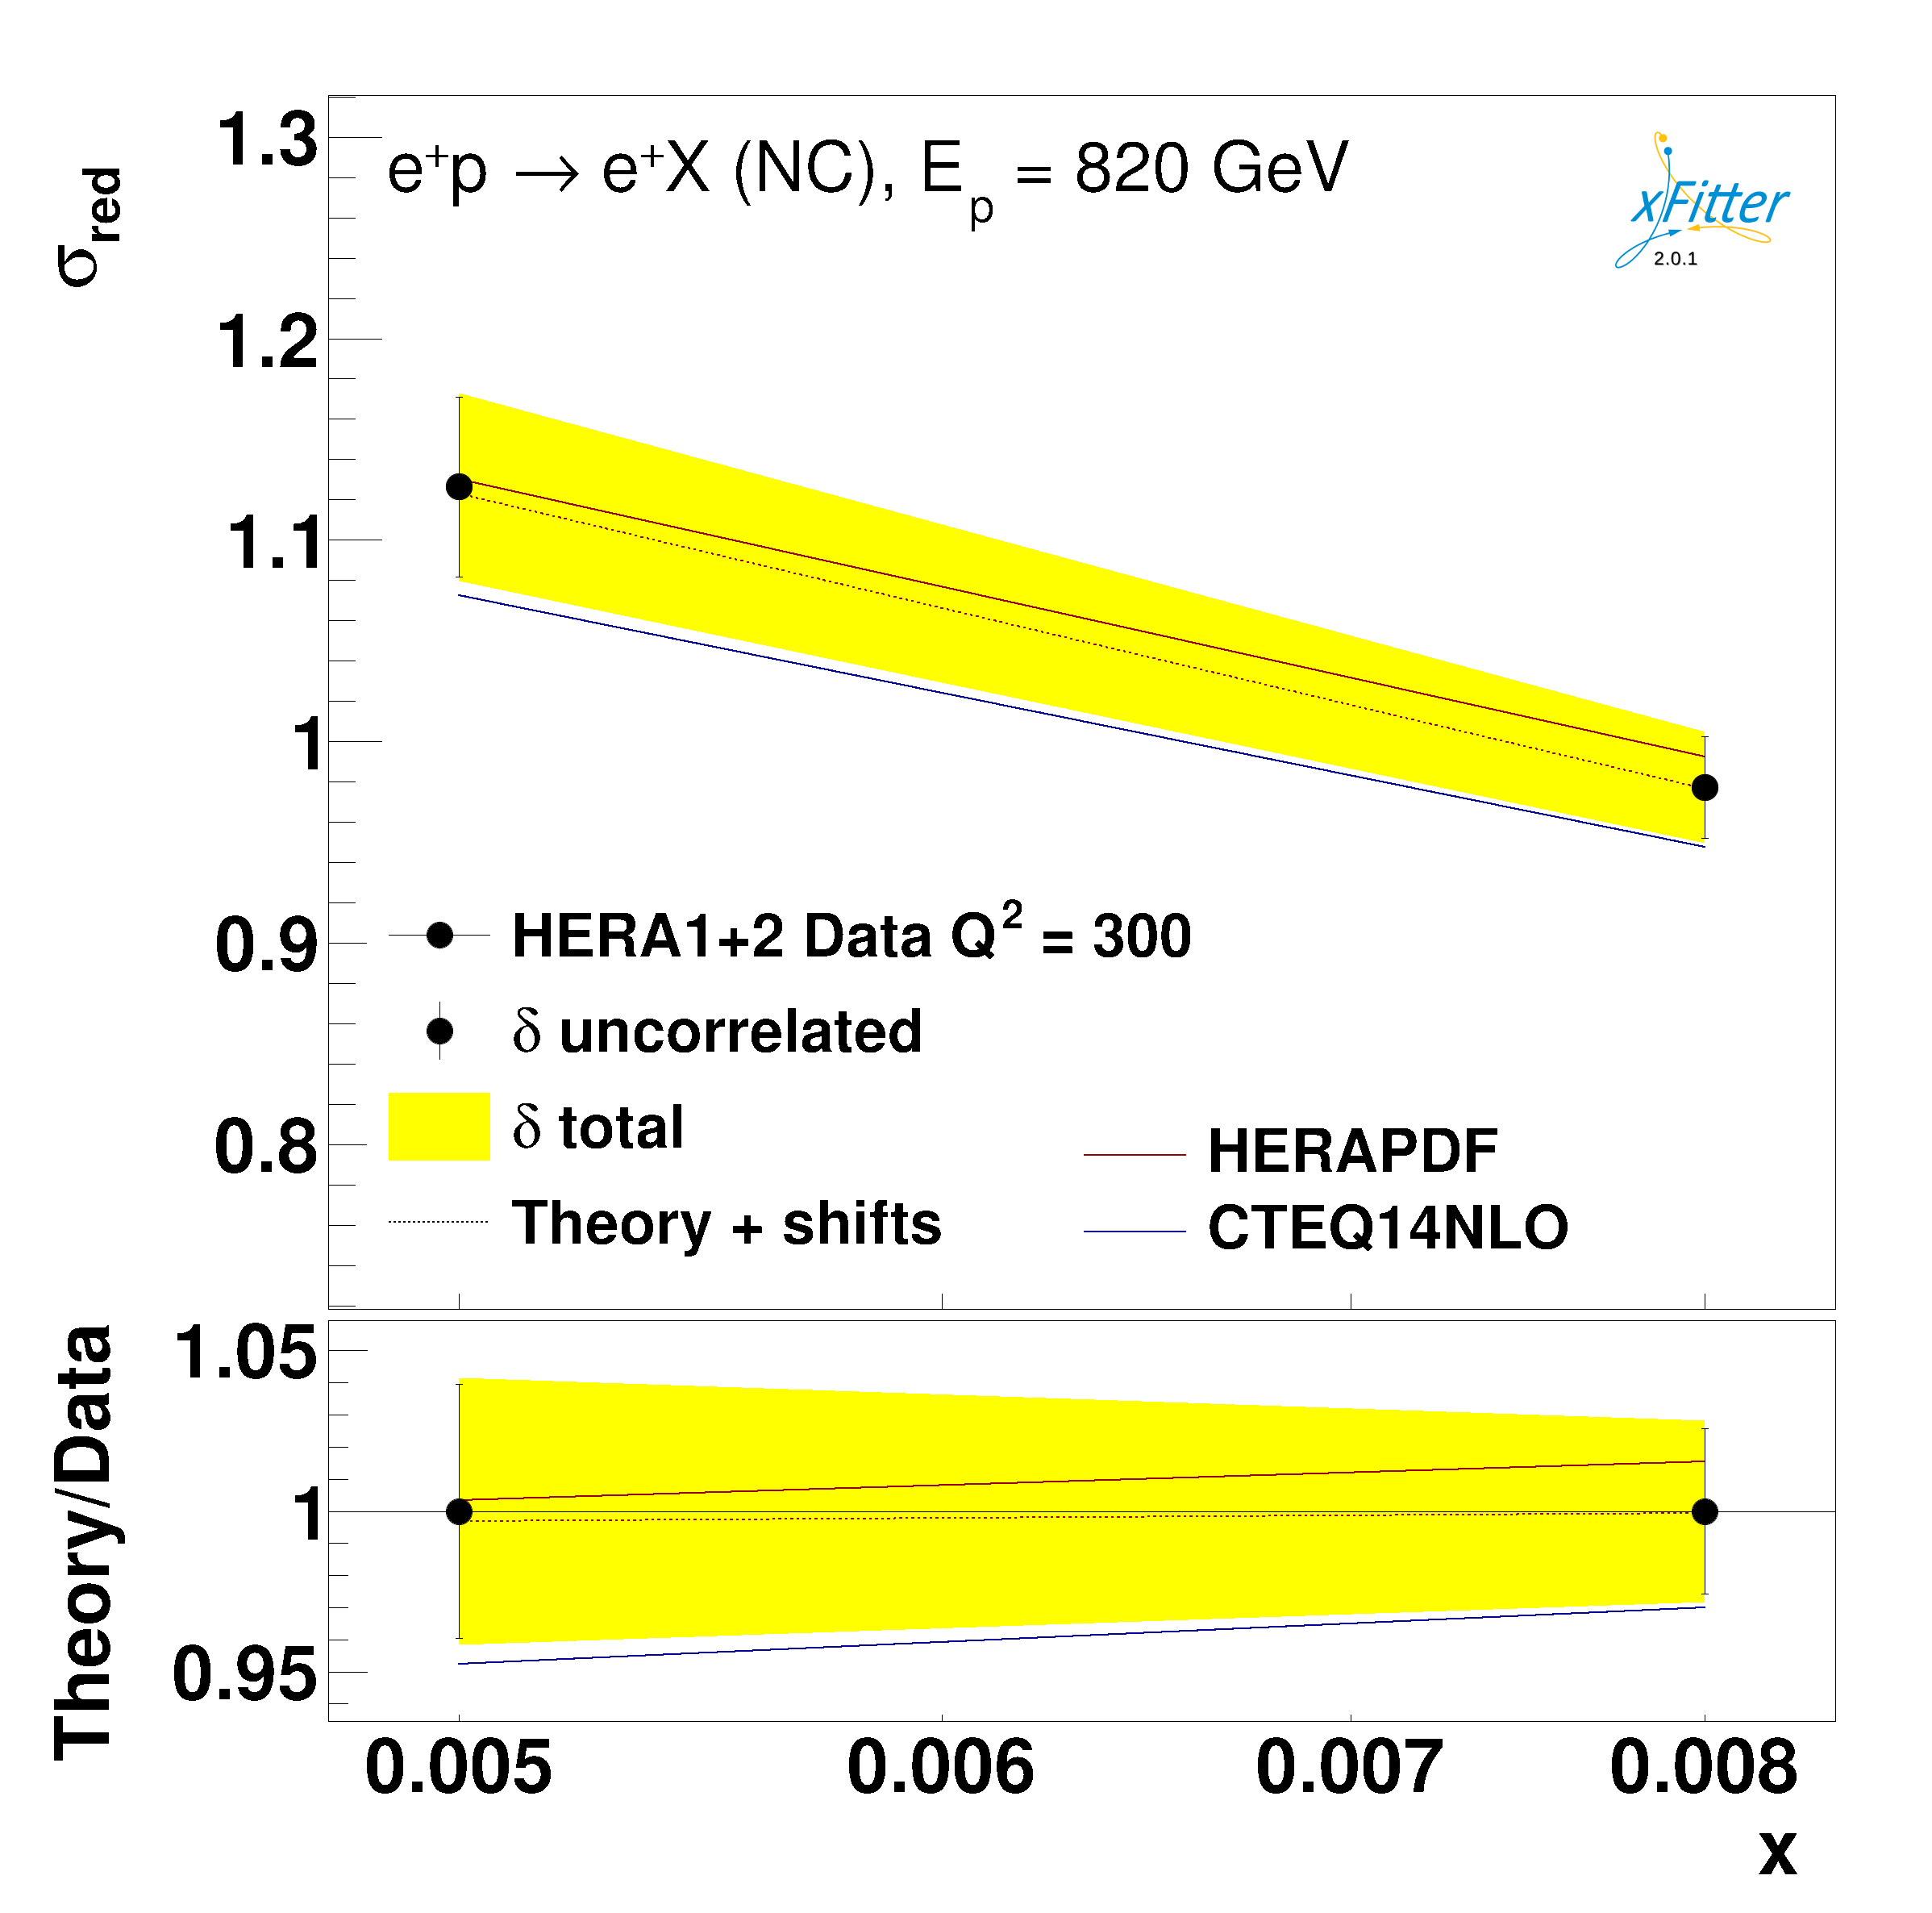 1.3
1.2
1.1
1
0.9
0.8
σred
e+p → e+X (NC), Ep = 820 GeV
xFitter
2.0.1
HERA1+2 Data Q2 = 300
δ uncorrelated
δ total
Theory + shifts
HERAPDF
CTEQ14NLO
Theory/Data
1.05
1
0.95
0.005 0.006 0.007 0.008
x